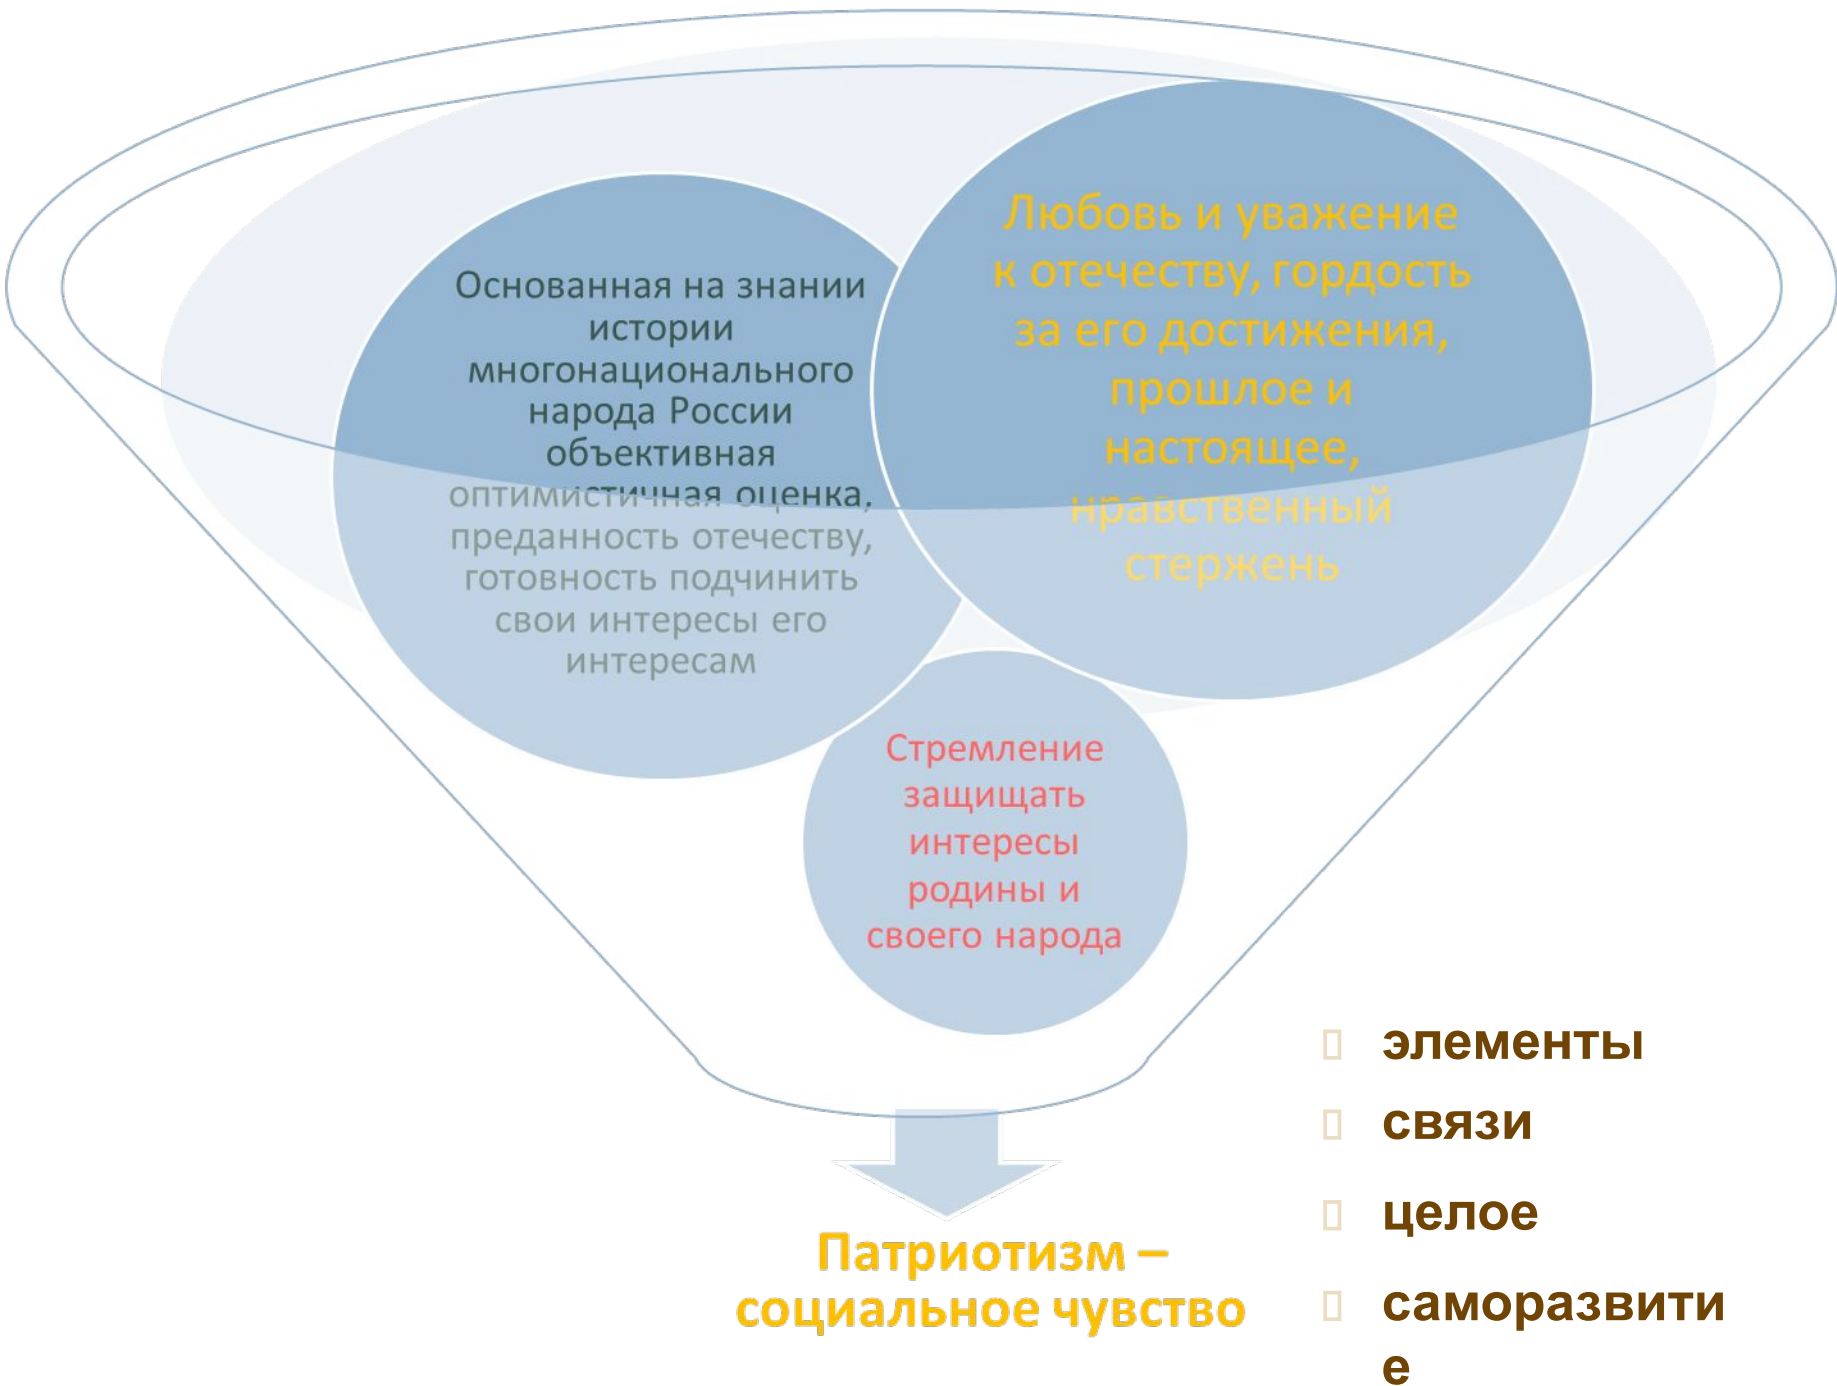 Основанная на знании
истории
многонационального
народа России
объективная
оптимистичная оценка,
преданность отечеству,
готовность подчинить
свои интересы его
интересам
Любовь и уважение
к отечеству, гордость
за его достижения,
прошлое и
настоящее,
нравственный
стержень
Стремление
защищать
интересы
родины и
своего народа
Патриотизм –
социальное чувство
элементы
связи
целое
саморазвити
е